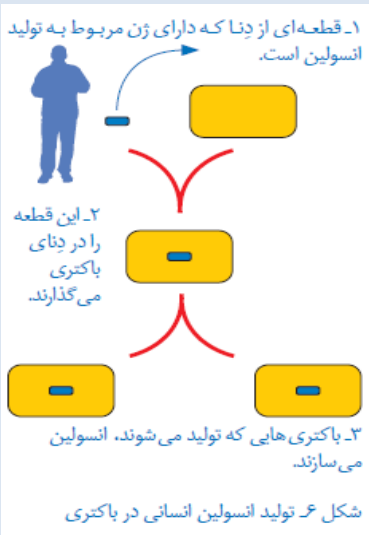 ۱ـ قطعه‌ای از دِنا که دارای ژن مربوط به تولید
انسولین است.
۲ـ این قطعه
را در دِنای
باکتری
می‌گذارند.
۳ـ باکتری‌هایی که تولید می‌شوند، انسولین
می‌سازند.
شکل ۶ـ تولید انسولین انسانی در باکتری